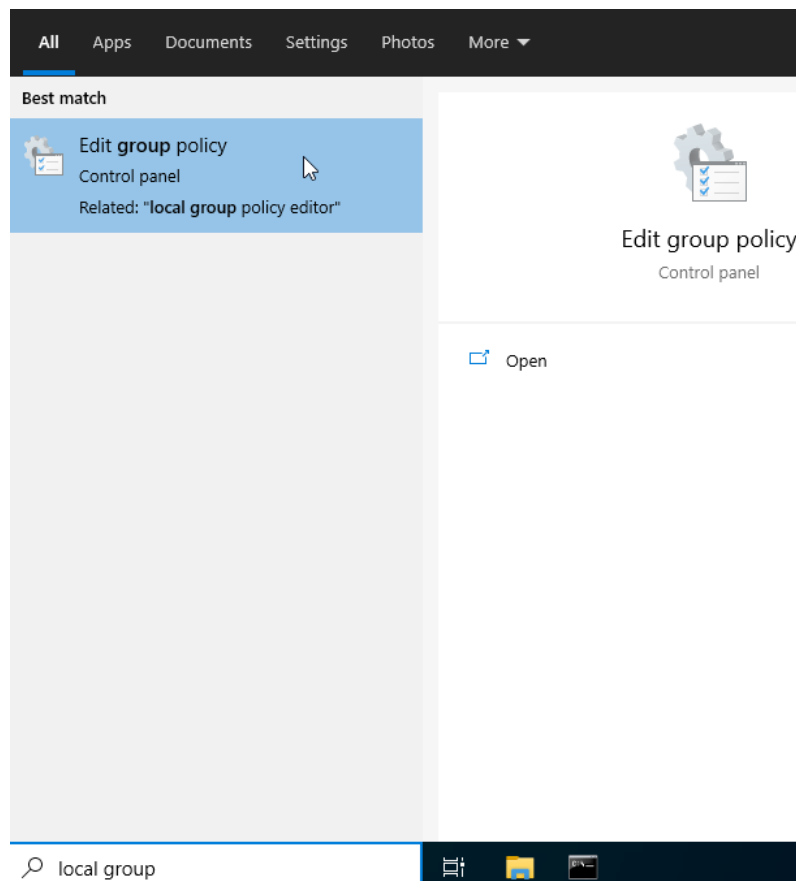 All Apps Documents Settings Photos More
Best match
Edit group policy
Control panel
Related: "local group policy editor"
Edit group policy
Control panel
Open
local group